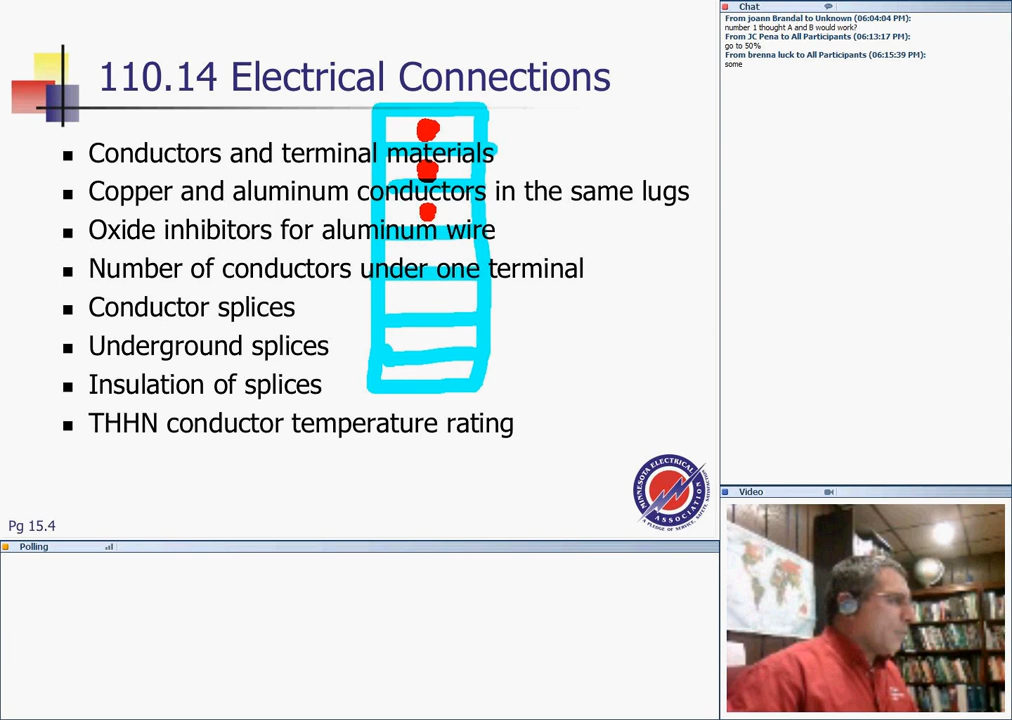 110.14 Electrical Connections
Conductors and terminal materials
Copper and aluminum conductors in the same lugs
Oxide inhibitors for aluminum wire
Number of conductors under one terminal
Conductor splices
Underground splices
Insulation of splices
THHN conductor temperature rating
MINNESOTA ELECTRICAL
ASSOCIATION
Pg 15.4
Polling
Chat
From joann Brandal to Unknown (06:04:04 PM):
number 1 thought A and B would work?
From JC Pena to All Participants (06:13:17 PM):
go to 50%
From brenna luck to All Participants (06:15:39 PM):
some
Video